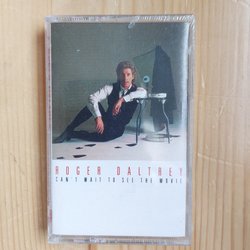 ROGER DALTREY
CAN'T WAIT TO SEE THE MOVIE